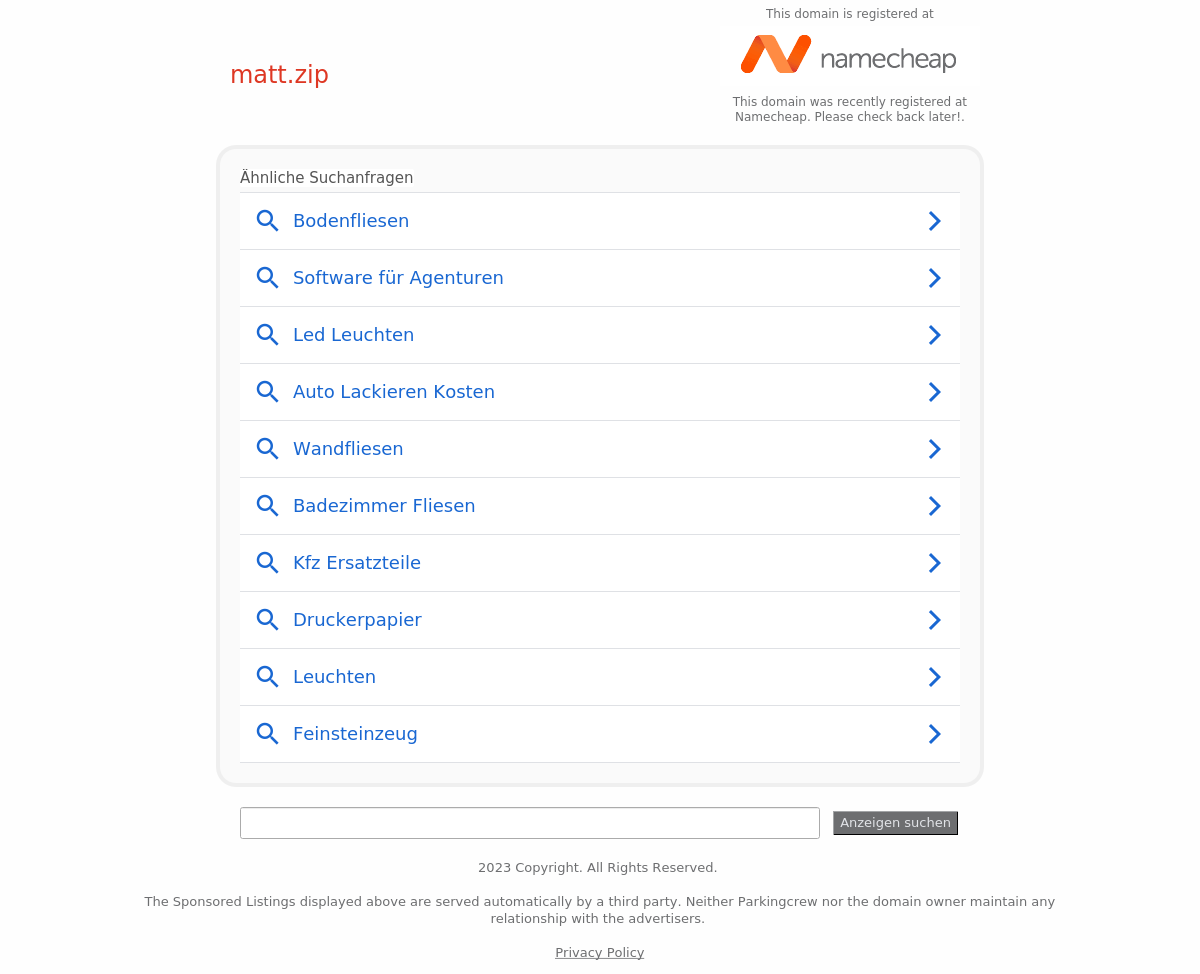 This domain is registered at
namecheap
matt.zip
This domain was recently registered at
Namecheap. Please check back later!.
Ähnliche Suchanfragen
Bodenfliesen
Software für Agenturen
Led Leuchten
Auto Lackieren Kosten
Wandfliesen
Badezimmer Fliesen
Kfz Ersatzteile
Druckerpapier
Leuchten
Feinsteinzeug
Anzeigen suchen
2023 Copyright. All Rights Reserved.
The Sponsored Listings displayed above are served automatically by a third party. Neither Parkingcrew nor the domain owner maintain any
relationship with the advertisers.
Privacy Policy